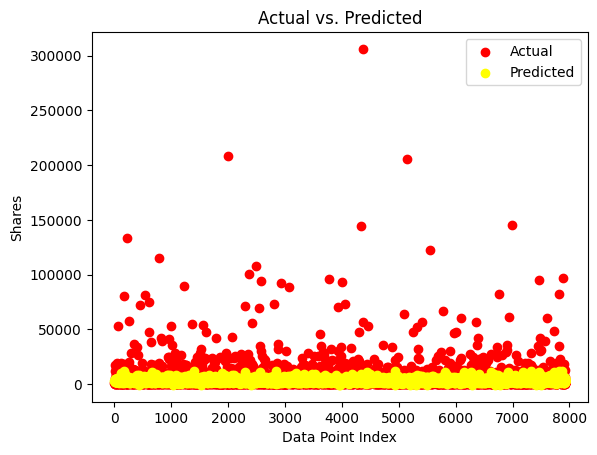 Actual vs. Predicted
Actual
Predicted
300000
250000
200000
150000
100000
50000
0
Shares
0 1000 2000 3000 4000 5000 6000 7000 8000
Data Point Index